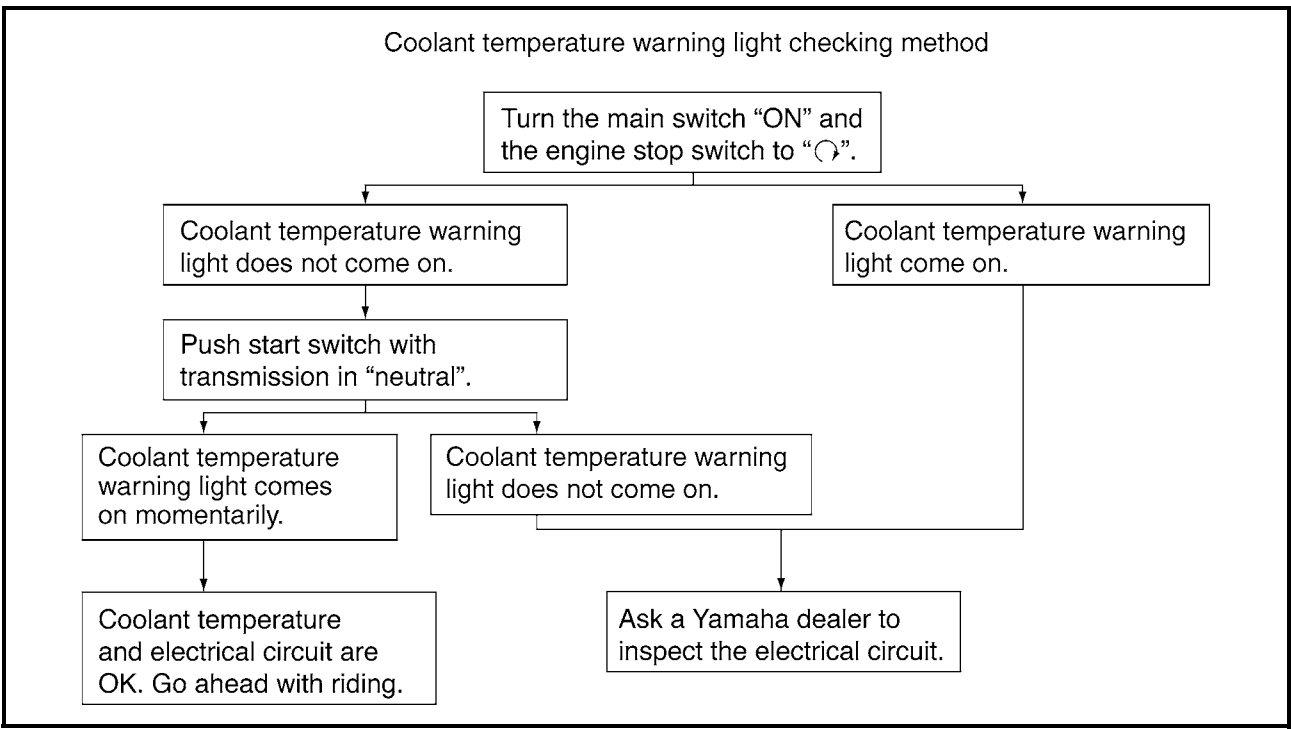 Coolant temperature warning light checking method
Turn the main switch “ON” and
the engine stop switch to “”.
Coolant temperature warning
light does not come on.
Coolant temperature warning
light come on.
Push start switch with
transmission in “neutral”.
Coolant temperature
warning light comes
on momentarily.
Coolant temperature warning
light does not come on.
Coolant temperature
and electrical circuit are
OK. Go ahead with riding.
Ask a Yamaha dealer to
inspect the electrical circuit.